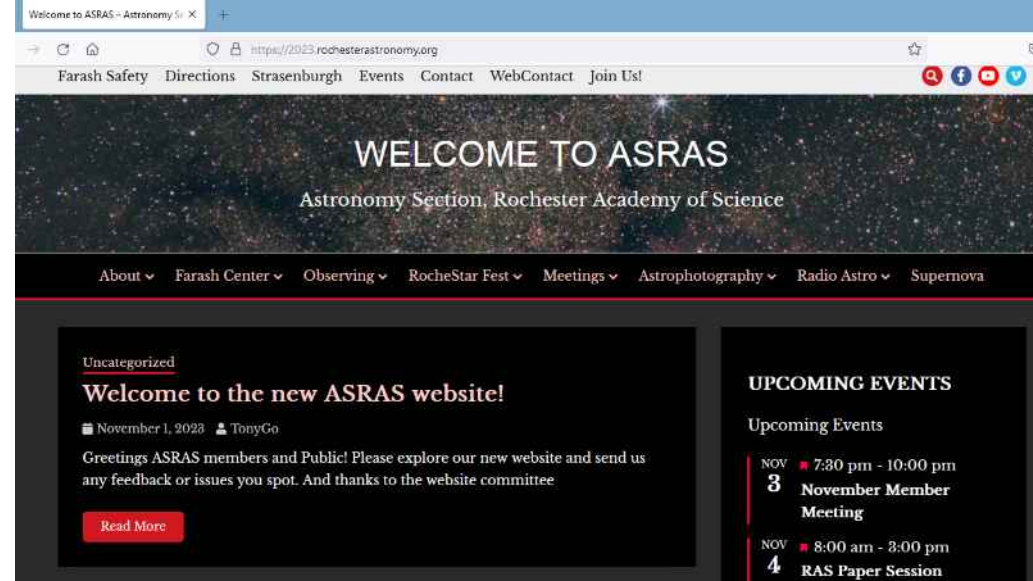 Welcome to ASRAS – Astronomy Se
https://2023.rochesterastronomy.org
Farash Safety Directions Strasenburgh Events Contact WebContact Join Us!
WELCOME TO ASRAS
Astronomy Section, Rochester Academy of Science
About Farash Center Observing RocheStar Fest Meetings Astrophotography Radio Astro Supernova
Uncategorized
Welcome to the new ASRAS website!
November 1, 2023 TonyGo
Greetings ASRAS members and Public! Please explore our new website and send us
any feedback or issues you spot. And thanks to the website committee
Read More
UPCOMING EVENTS
Upcoming Events
NOV 7:30 pm - 10:00 pm
3 November Member
Meeting
NOV 8:00 am - 3:00 pm
4 RAS Paper Session